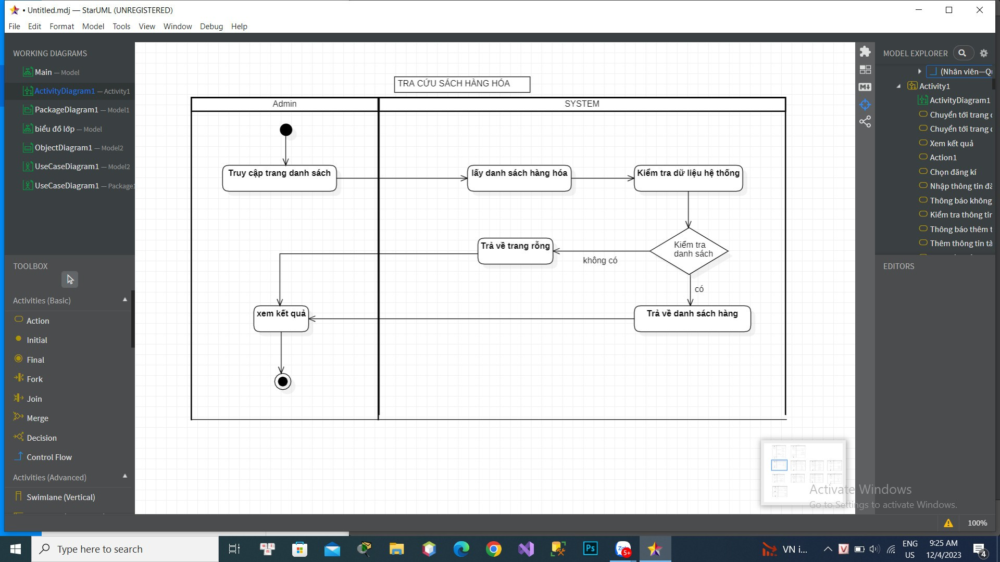 • Untitled.mdj — StarUML (UNREGISTERED)
File Edit Format Model Tools View Window Debug Help
WORKING DIAGRAMS
Main — Model
ActivityDiagram1 — Activity1
PackageDiagram1 — Model1
biểu đồ lớp — Model
ObjectDiagram1 — Model2
UseCaseDiagram1 — Model2
UseCaseDiagram1 — Package1
TOOLBOX
Activities (Basic)
Action
Initial
Final
Fork
Join
Merge
Decision
Control Flow
Activities (Advanced)
Swimlane (Vertical)
TRA CỨU SÁCH HÀNG HÓA
Admin
SYSTEM
Truy cập trang danh sách
lấy danh sách hàng hóa
Kiểm tra dữ liệu hệ thống
Trả về trang rỗng
không có
Kiểm tra
danh sách
có
xem kết quả
Trả về danh sách hàng
MODEL EXPLORER
(Nhân viên—Qu
Activity1
ActivityDiagram1
Chuyển tới trang
Chuyển tới trang
Xem kết quả
Action1
Chọn đăng kí
Nhập thông tin
Thông báo không
Kiểm tra thông tin
Thông báo thêm
Thêm thông tin
EDITORS
Activate Windows
Go to Settings to activate Windows.
100%
Type here to search
Ps
5+
VN i...
ENG
US
9:25 AM
12/4/2023
4